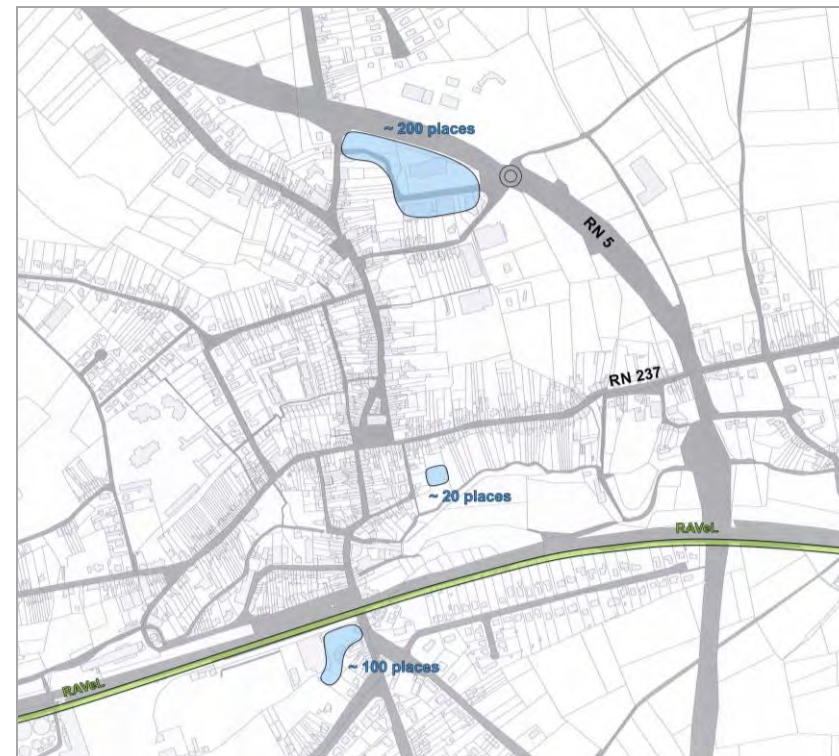 ~ 200 places
RN 5
RN 237
~ 20 places
RAVeL
~ 100 places
RAVeL